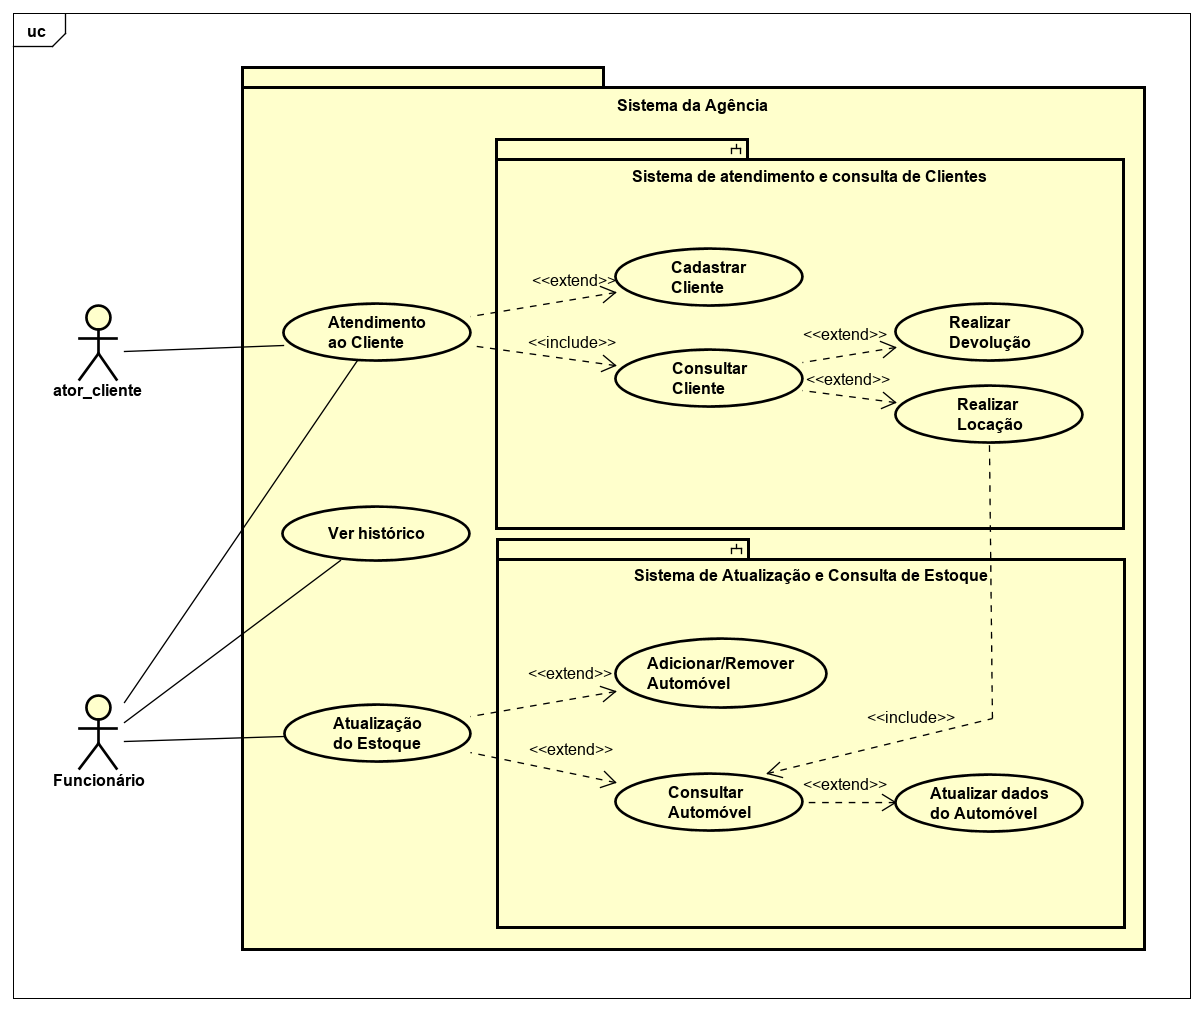 uc
Sistema da Agência
Sistema de atendimento e consulta de Clientes
Cadastrar
Cliente
<<extend>>
Atendimento
ao Cliente
<<include>>
Consultar
Cliente
<<extend>>
Realizar
Devolução
<<extend>>
Realizar
Locação
ator_cliente
Ver histórico
Sistema de Atualização e Consulta de Estoque
<<extend>>
Adicionar/Remover
Automóvel
Funcionário
Atualização
do Estoque
<<include>>
<<extend>>
Consultar
Automóvel
<<extend>>
Atualizar dados
do Automóvel